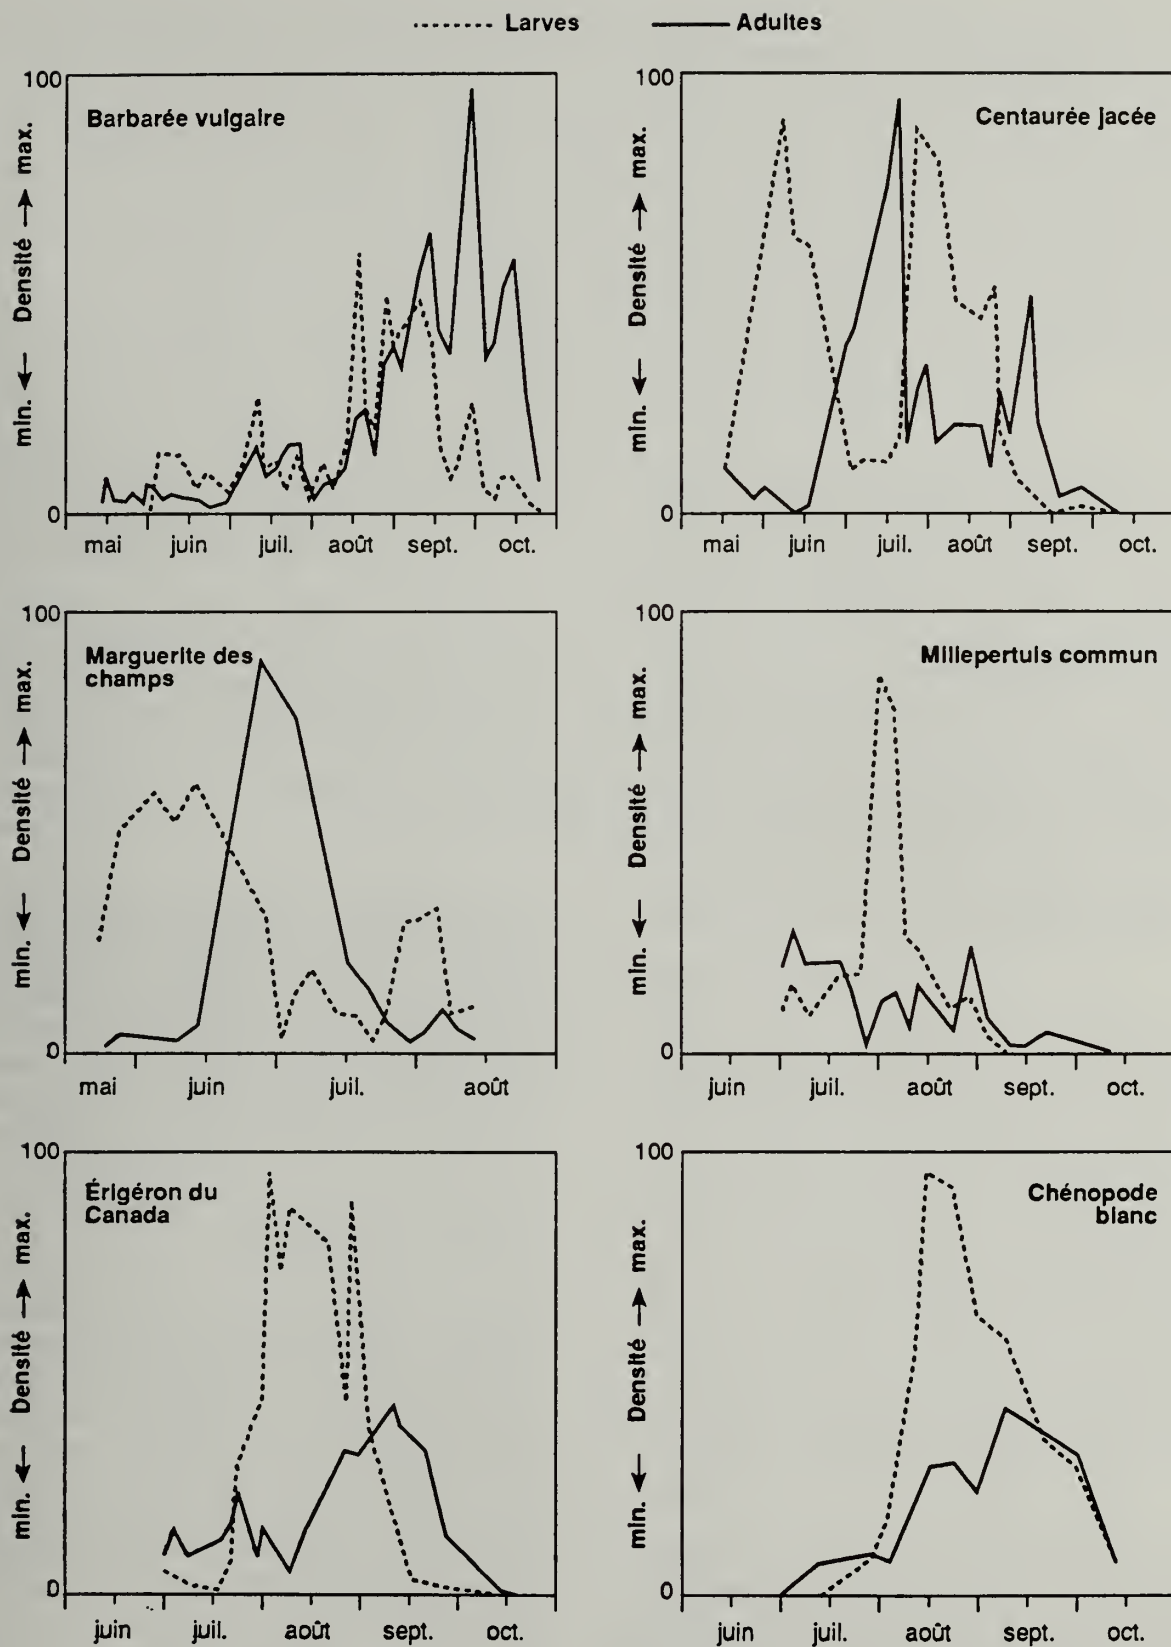 Larves Adultes
100
Barbarée vulgaire
min. ← Densité → max.
0
mai juin juil. août sept. oct.
100
Centaurée jacée
min. ← Densité → max.
0
mai juin juil. août sept. oct.
100
Marguerite des
champs
min. ← Densité → max.
0
mai juin juil. août
100
Millepertuis commun
min. ← Densité → max.
0
juin juil. août sept. oct.
100
Érigéron du
Canada
min. ← Densité → max.
0
juin juil. août sept. oct.
100
Chénopode
blanc
min. ← Densité → max.
0
juin juil. août sept. oct.